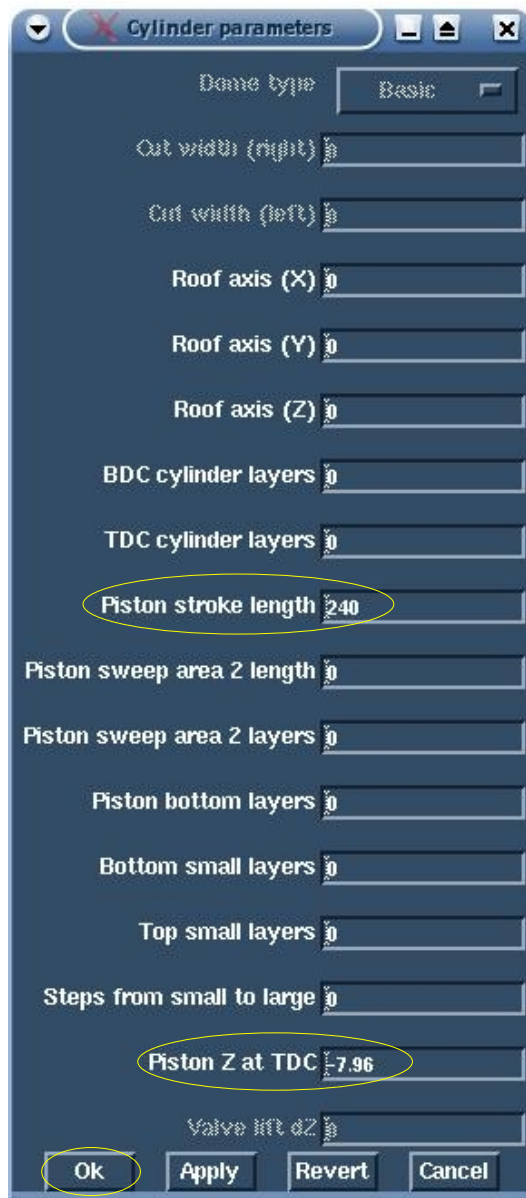 Cylinder parameters
Dome type Basic
Cut width (right) 0
Cut width (left) 0
Roof axis (X) 0
Roof axis (Y) 0
Roof axis (Z) 0
BDC cylinder layers 0
TDC cylinder layers 0
Piston stroke length 240
Piston sweep area 2 length 0
Piston sweep area 2 layers 0
Piston bottom layers 0
Bottom small layers 0
Top small layers 0
Steps from small to large 0
Piston Z at TDC -7.96
Valve lift dZ 0
Ok Apply Revert Cancel